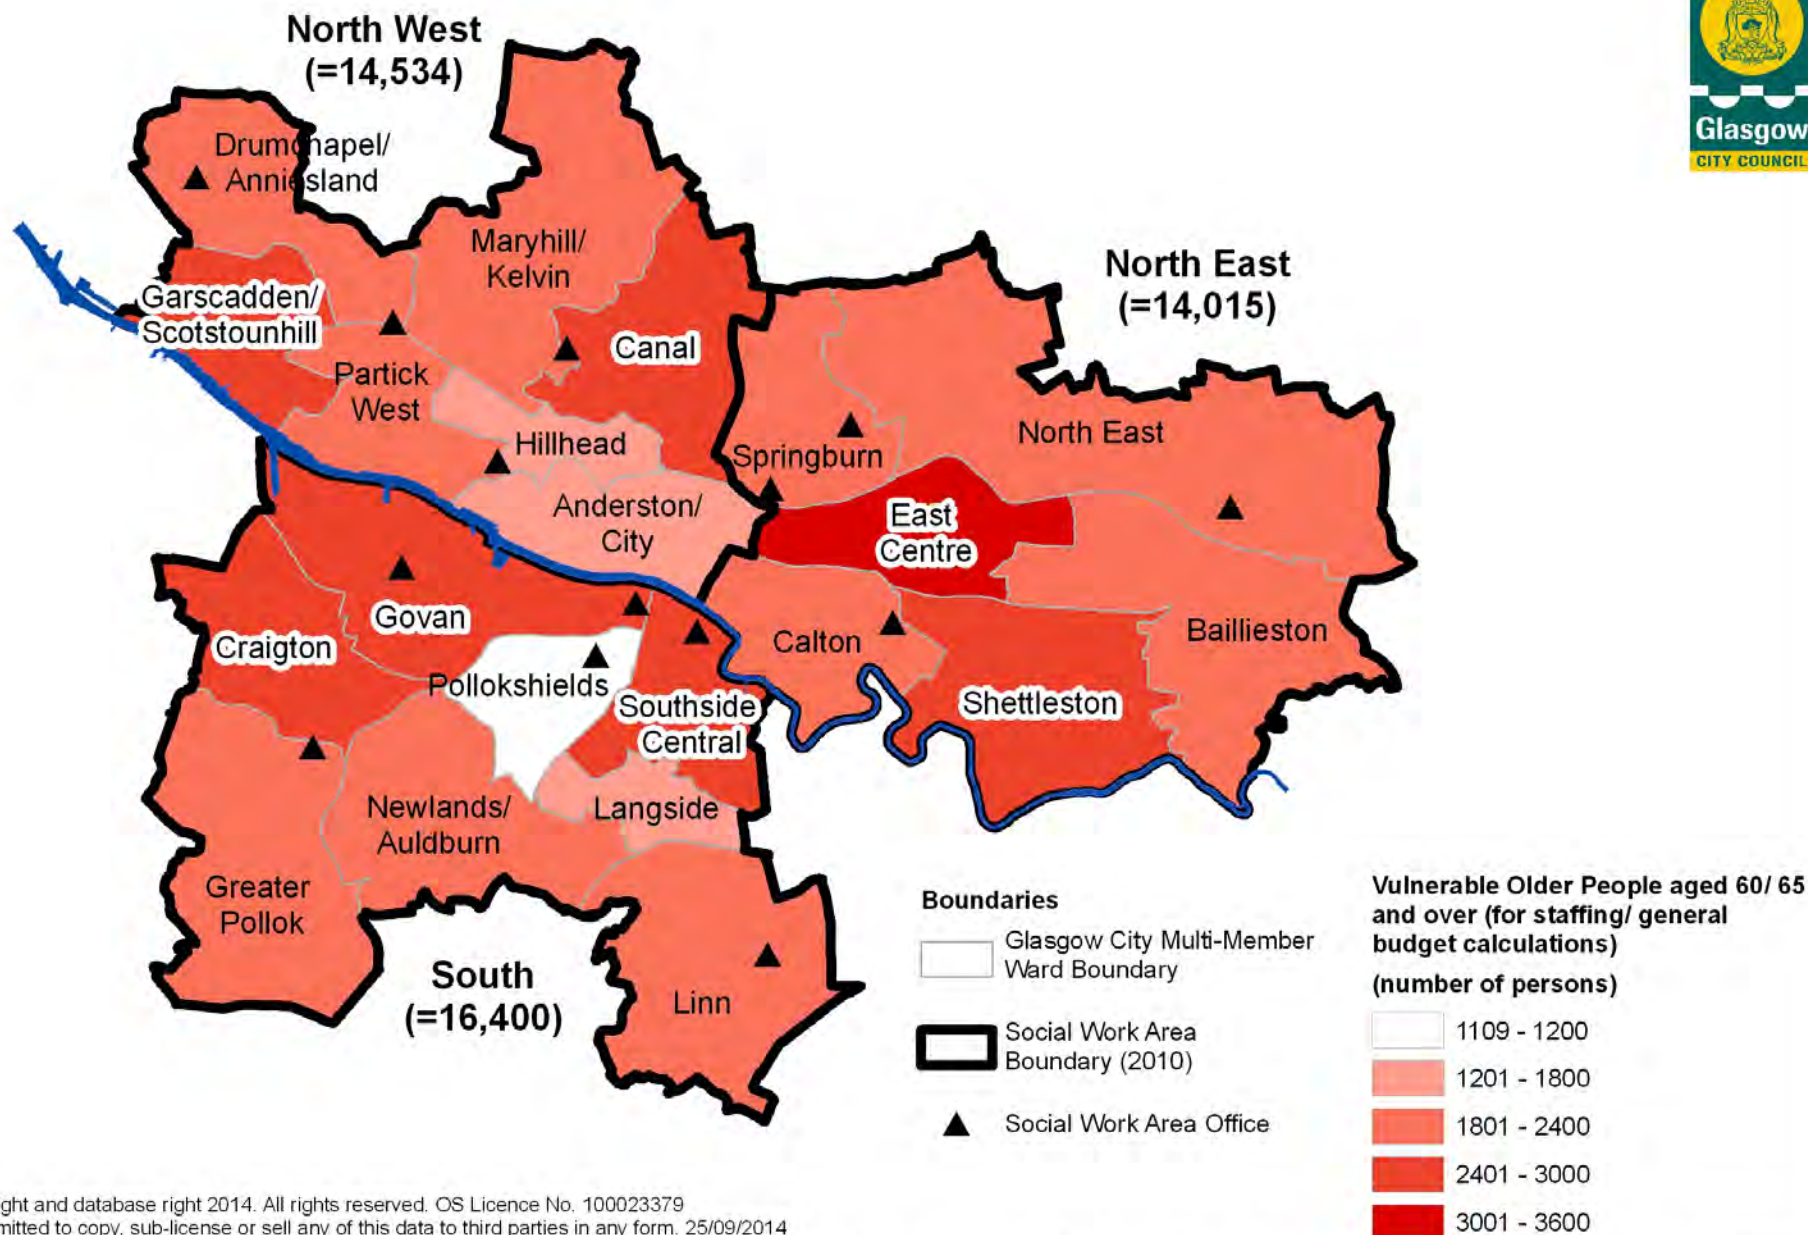 North West
(=14,534)
Glasgow
CITY COUNCIL
Drumchapel/
Anniesland
Maryhill/
Kelvin
North East
(=14,015)
Garscadden/
Scotstounhill
Canal
Partick
West
Hillhead
Springburn
North East
Anderston/
City
East
Centre
Govan
Craigton
Calton
Baillieston
Pollokshields
Southside
Central
Shettleston
Newlands/
Auldburn
Langside
Greater
Pollok
South
(=16,400)
Linn
Boundaries
Glasgow City Multi-Member
Ward Boundary
Social Work Area
Boundary (2010)
Social Work Area Office
Vulnerable Older People aged 60/ 65
and over (for staffing/ general
budget calculations)
(number of persons)
1109 - 1200
1201 - 1800
1801 - 2400
2401 - 3000
3001 - 3600
ght and database right 2014. All rights reserved. OS Licence No. 100023379
mitted to copy, sub-license or sell any of this data to third parties in any form. 25/09/2014